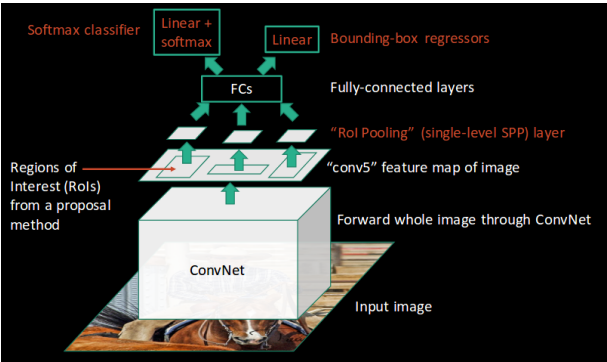 Softmax classifier
Linear +
softmax
Linear
Bounding-box regressors
FCs
Fully-connected layers
“RoI Pooling” (single-level SPP) layer
Regions of
Interest (RoIs)
from a proposal
method
“conv5” feature map of image
Forward whole image through ConvNet
ConvNet
Input image